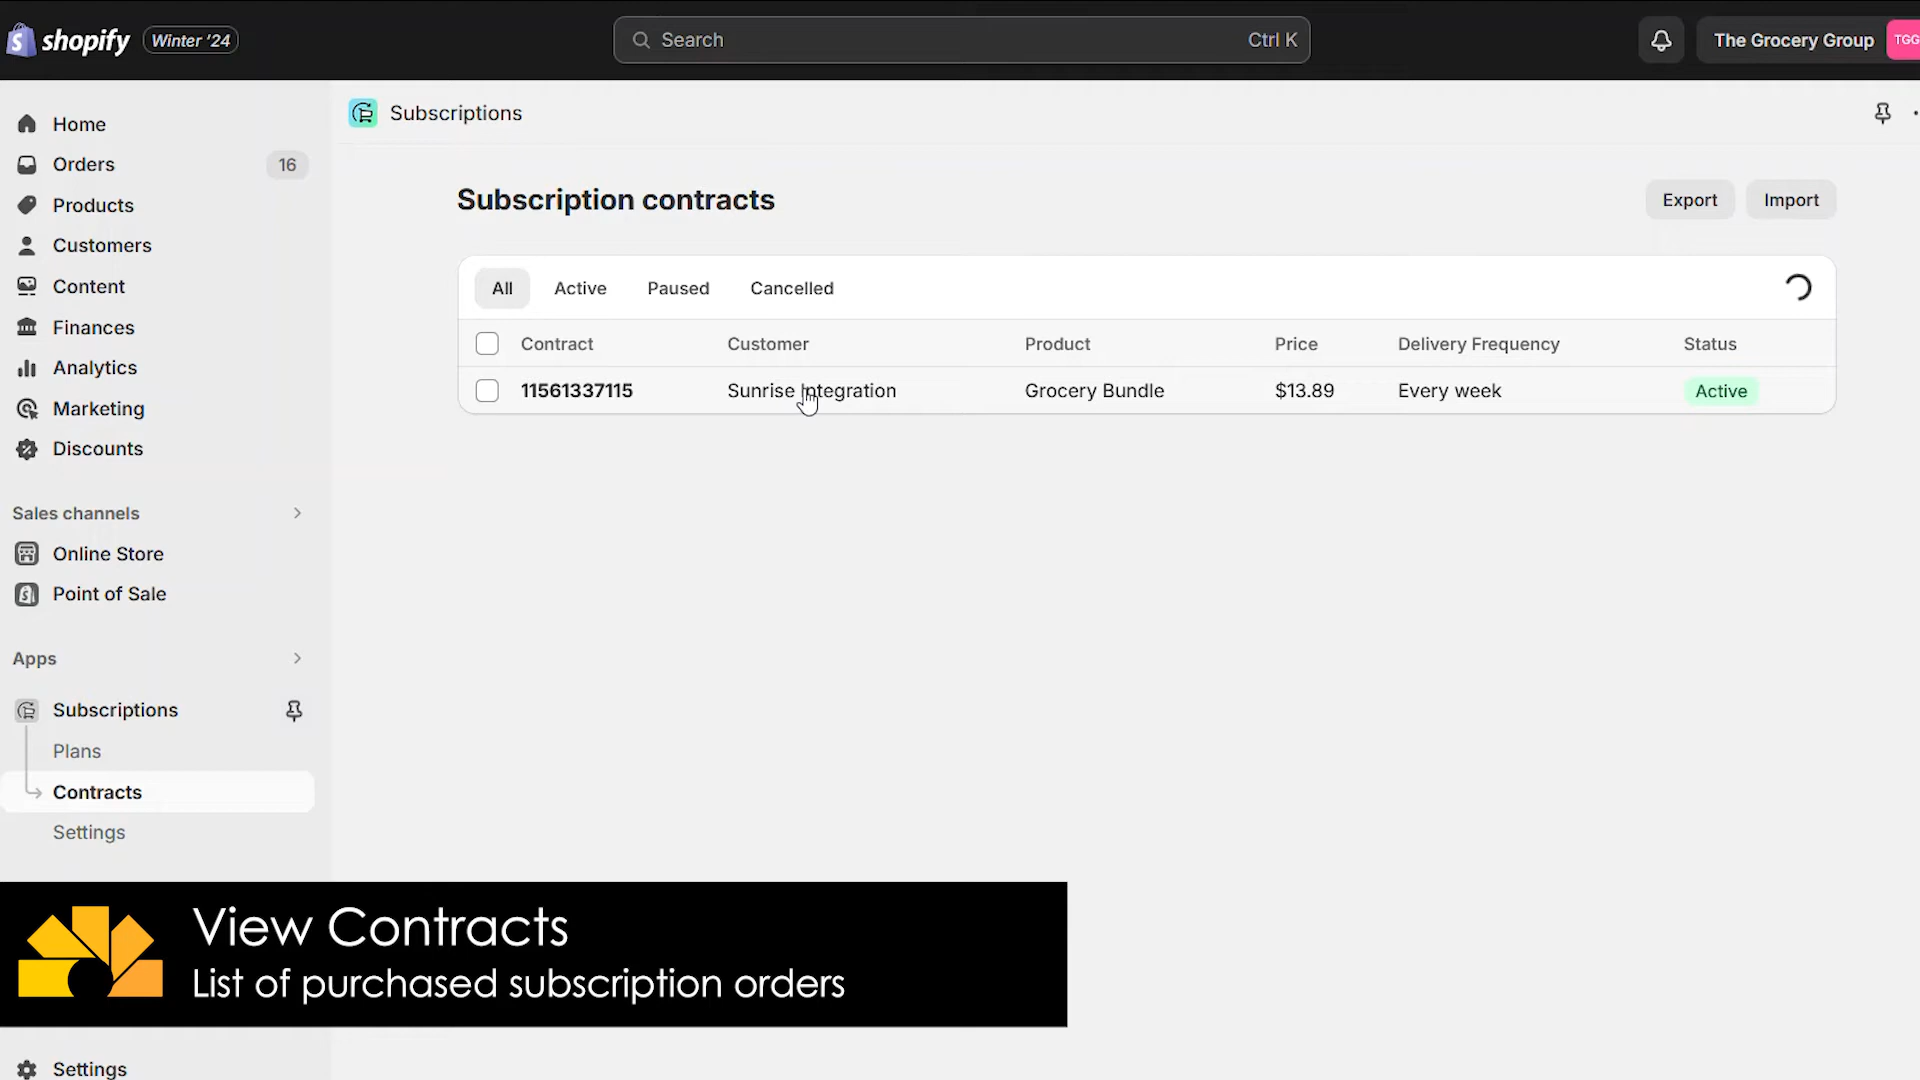 shopify Winter '24
Search Ctrl K
The Grocery Group TGG
Home
Orders 16
Products
Customers
Content
Finances
Analytics
Marketing
Discounts
Sales channels
Online Store
Point of Sale
Apps
Subscriptions
Plans
Contracts
Settings
Subscriptions
Subscription contracts
Export Import
All Active Paused Cancelled
Contract Customer Product Price Delivery Frequency Status
11561337115 Sunrise Integration Grocery Bundle $13.89 Every week Active
View Contracts
List of purchased subscription orders
Settings